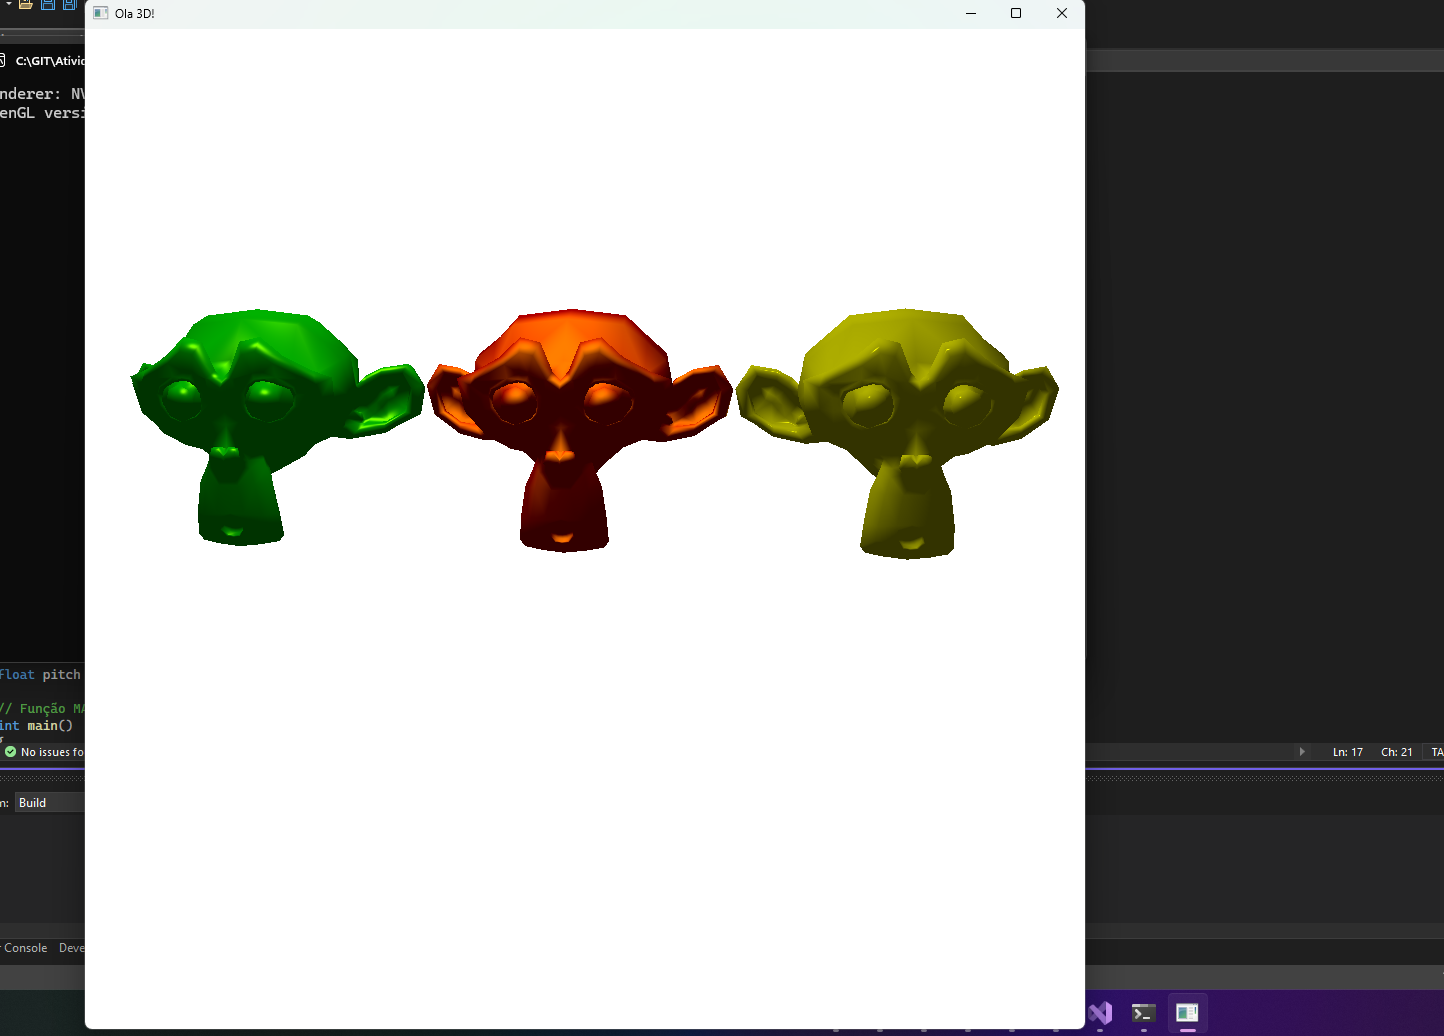 Ola 3D!
C:\GIT\Ativid
nderer: NV
enGL versi
float pitch
// Função MA
int main()
No issues fo
Ln: 17 Ch: 21 TA
m: Build
r Console Deve